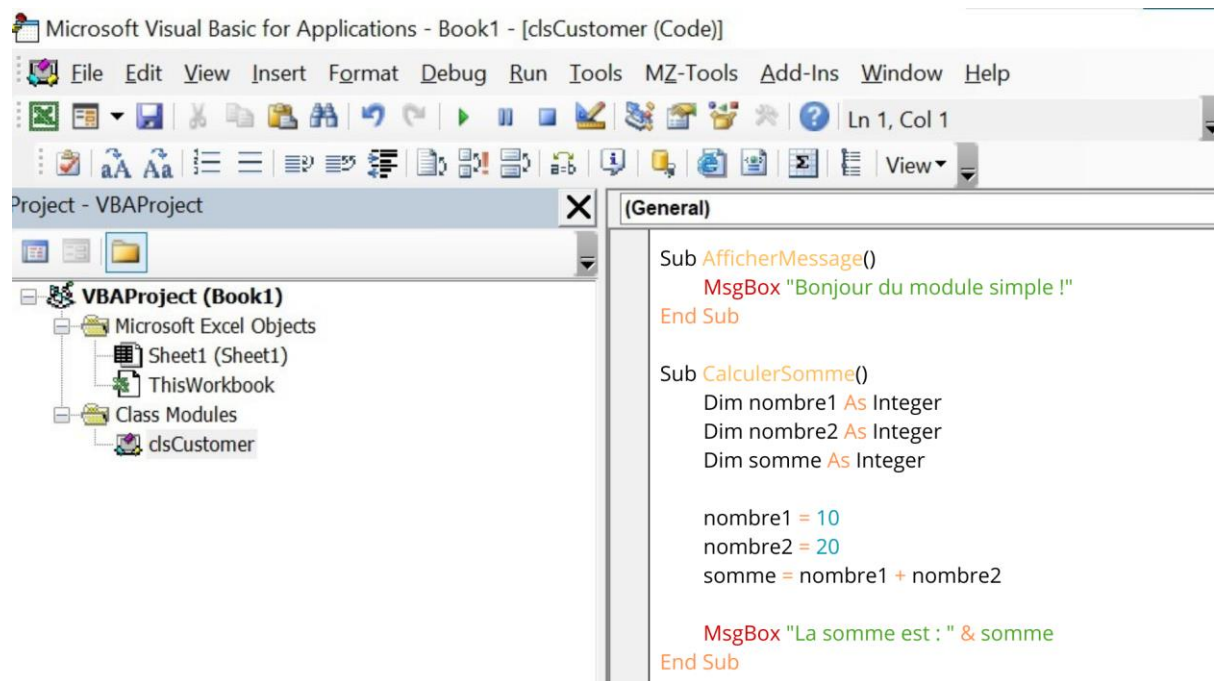 Microsoft Visual Basic for Applications - Book1 - [clsCustomer (Code)]
File Edit View Insert Format Debug Run Tools MZ-Tools Add-Ins Window Help
Ln 1, Col 1
View
Project - VBAProject
VBAProject (Book1)
Microsoft Excel Objects
Sheet1 (Sheet1)
ThisWorkbook
Class Modules
clsCustomer
(General)
Sub AfficherMessage()
MsgBox "Bonjour du module simple !"
End Sub
Sub CalculerSomme()
Dim nombre1 As Integer
Dim nombre2 As Integer
Dim somme As Integer
nombre1 = 10
nombre2 = 20
somme = nombre1 + nombre2
MsgBox "La somme est : " & somme
End Sub